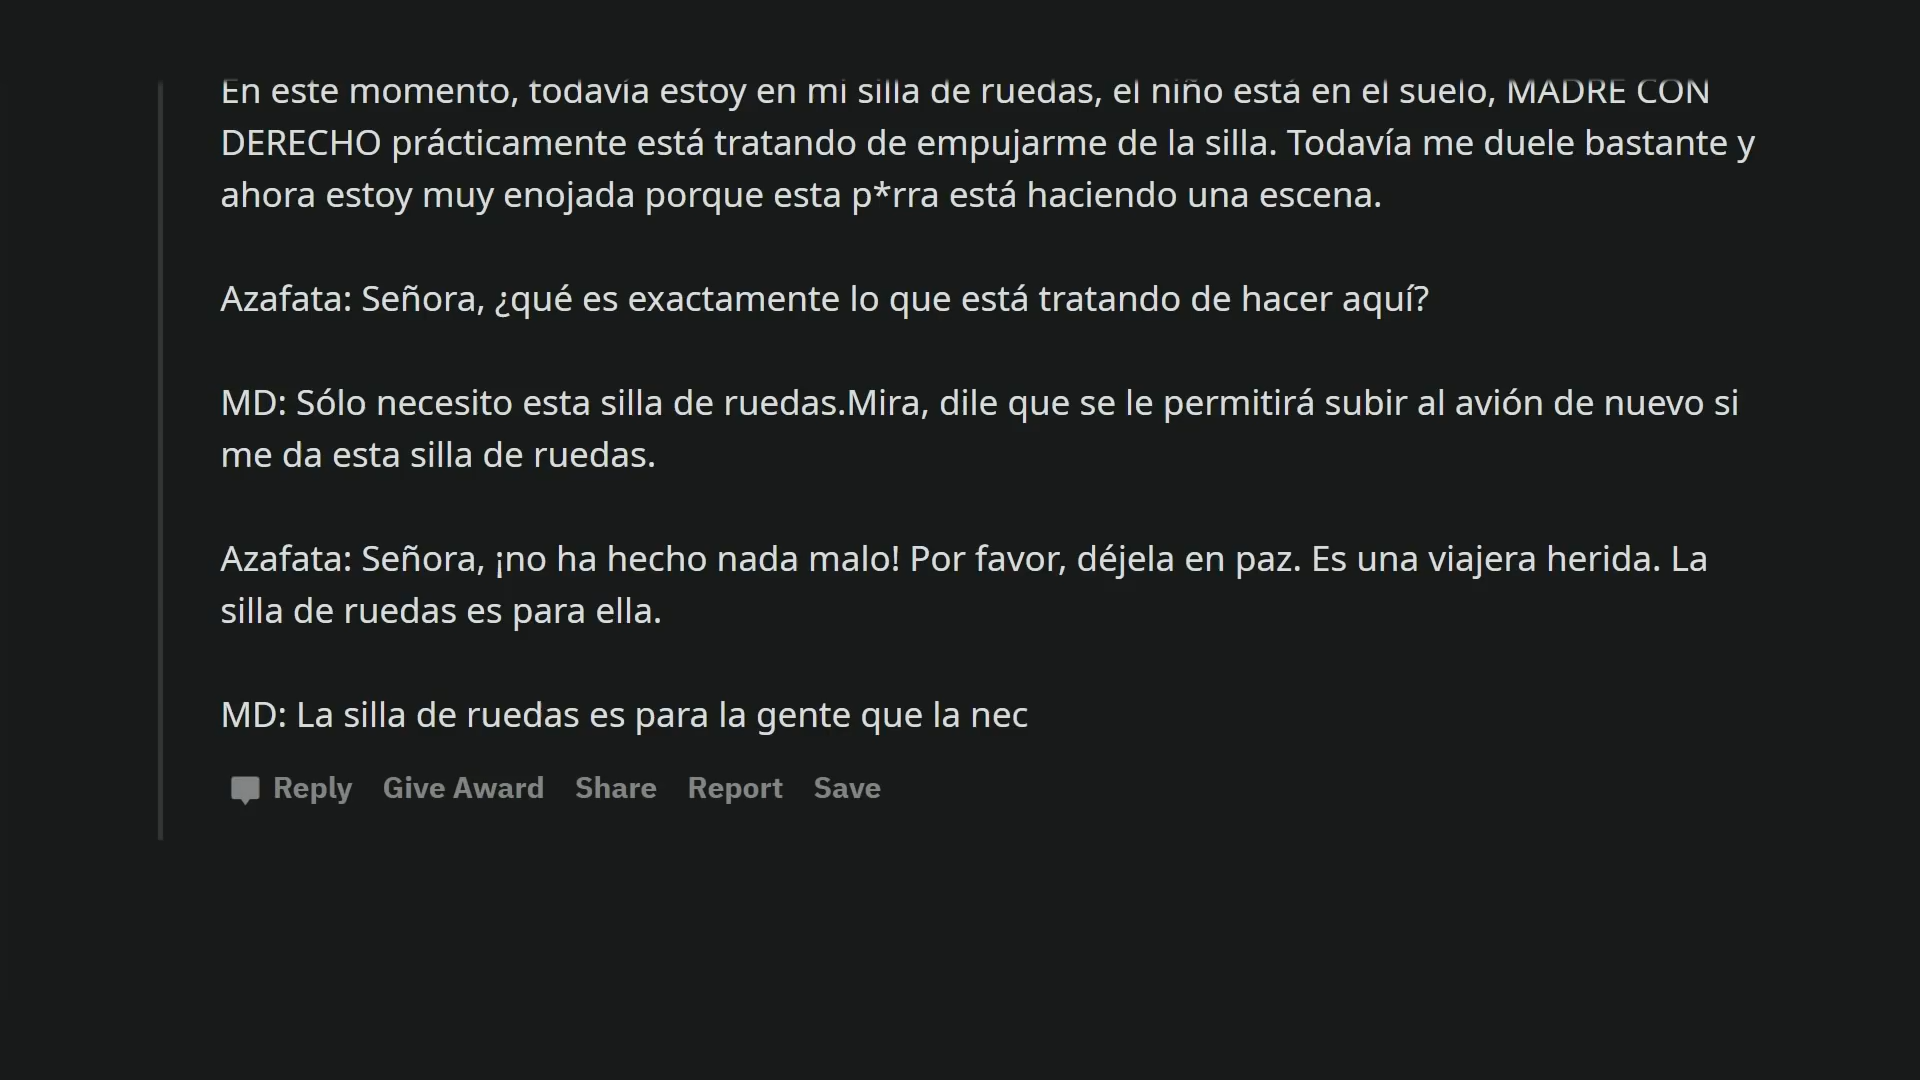 En este momento, todavía estoy en mi silla de ruedas, el niño está en el suelo, MADRE CON
DERECHO prácticamente está tratando de empujarme de la silla. Todavía me duele bastante y
ahora estoy muy enojada porque esta p*rra está haciendo una escena.
Azafata: Señora, ¿qué es exactamente lo que está tratando de hacer aquí?
MD: Sólo necesito esta silla de ruedas.Mira, dile que se le permitirá subir al avión de nuevo si
me da esta silla de ruedas.
Azafata: Señora, ¡no ha hecho nada malo! Por favor, déjela en paz. Es una viajera herida. La
silla de ruedas es para ella.
MD: La silla de ruedas es para la gente que la nec
Reply Give Award Share Report Save